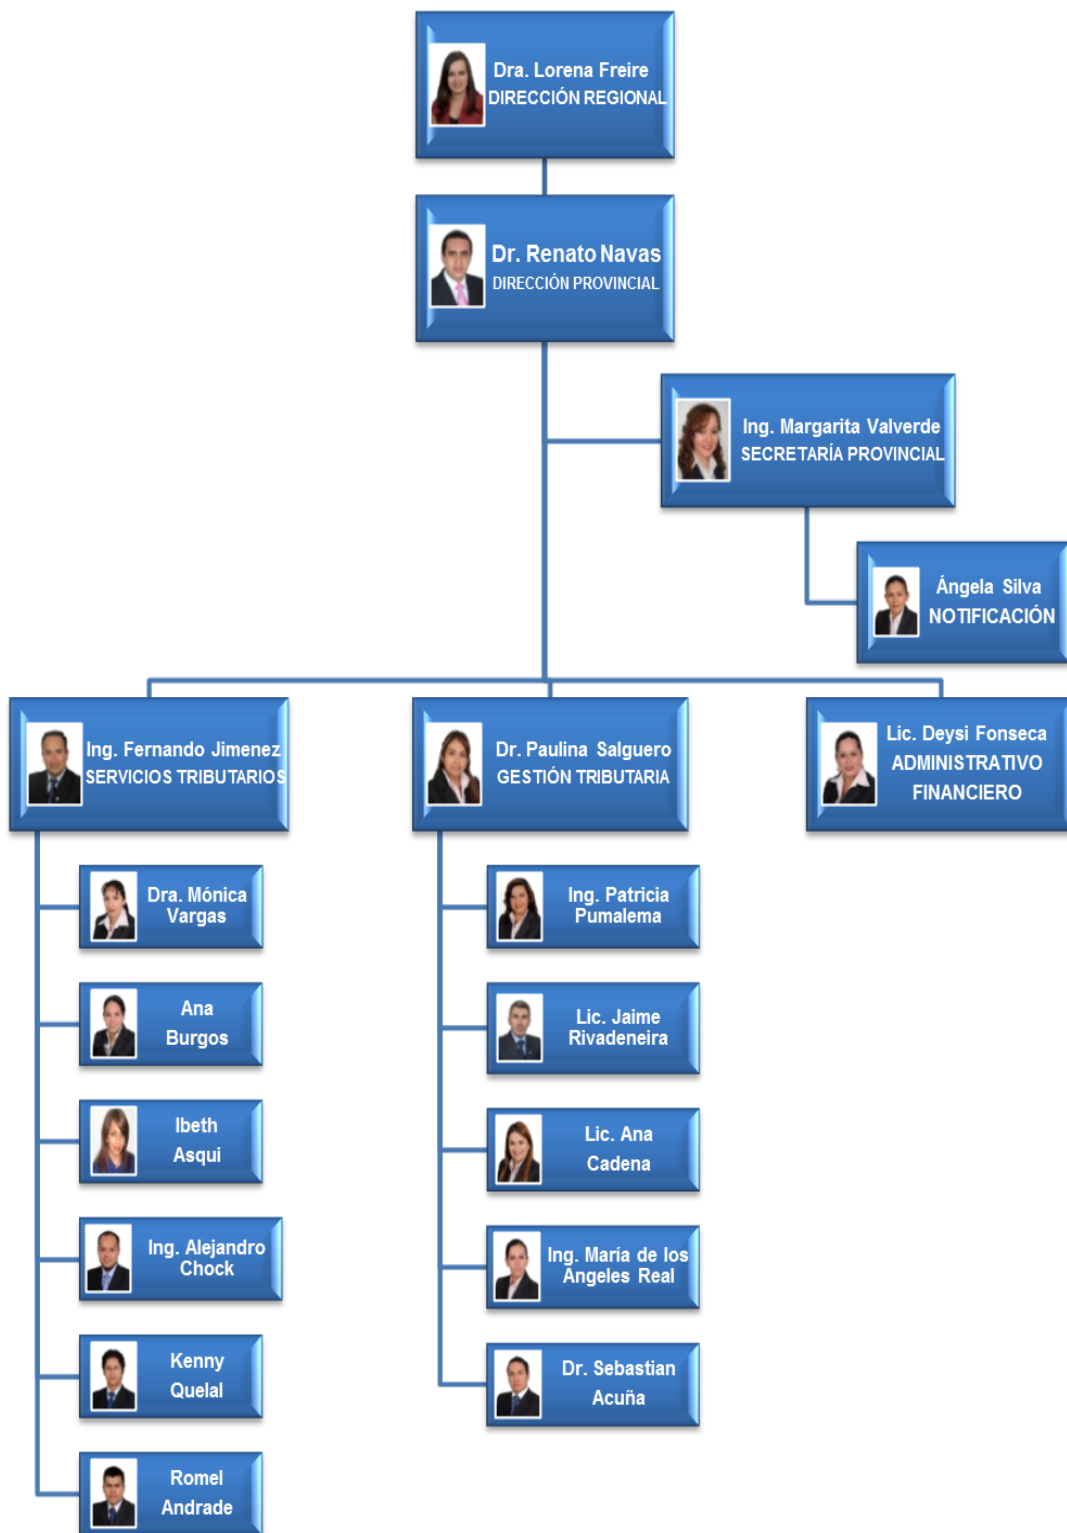 Dra. Lorena Freire
DIRECCIÓN REGIONAL
Dr. Renato Navas
DIRECCIÓN PROVINCIAL
Ing. Margarita Valverde
SECRETARÍA PROVINCIAL
Ángela Silva
NOTIFICACIÓN
Ing. Fernando Jimenez
SERVICIOS TRIBUTARIOS
Dr. Paulina Salguero
GESTIÓN TRIBUTARIA
Lic. Deysi Fonseca
ADMINISTRATIVO
FINANCIERO
Dra. Mónica
Vargas
Ana
Burgos
Ibeth
Asqui
Ing. Alejandro
Chock
Kenny
Quelal
Romel
Andrade
Ing. Patricia
Pumalema
Lic. Jaime
Rivadeneira
Lic. Ana
Cadena
Ing. María de los
Angeles Real
Dr. Sebastian
Acuña